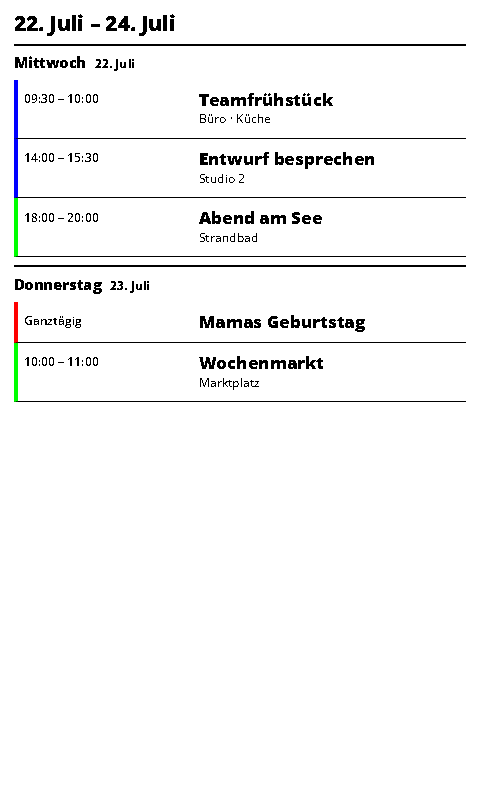 22. Juli – 24. Juli
Mittwoch 22. Juli
09:30 – 10:00 Teamfrühstück
Büro · Küche
14:00 – 15:30 Entwurf besprechen
Studio 2
18:00 – 20:00 Abend am See
Strandbad
Donnerstag 23. Juli
Ganztägig Mamas Geburtstag
10:00 – 11:00 Wochenmarkt
Marktplatz